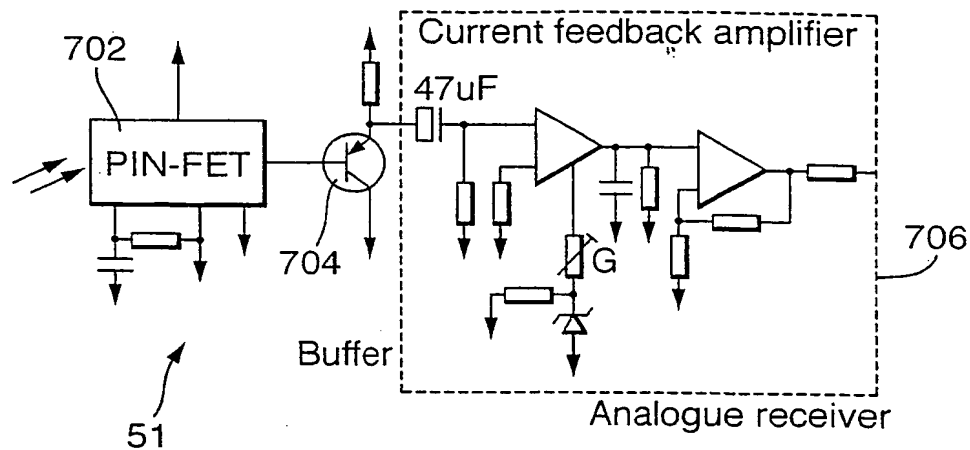 702
Current feedback amplifier
47uF
PIN-FET
704
G
706
Buffer
Analogue receiver
51